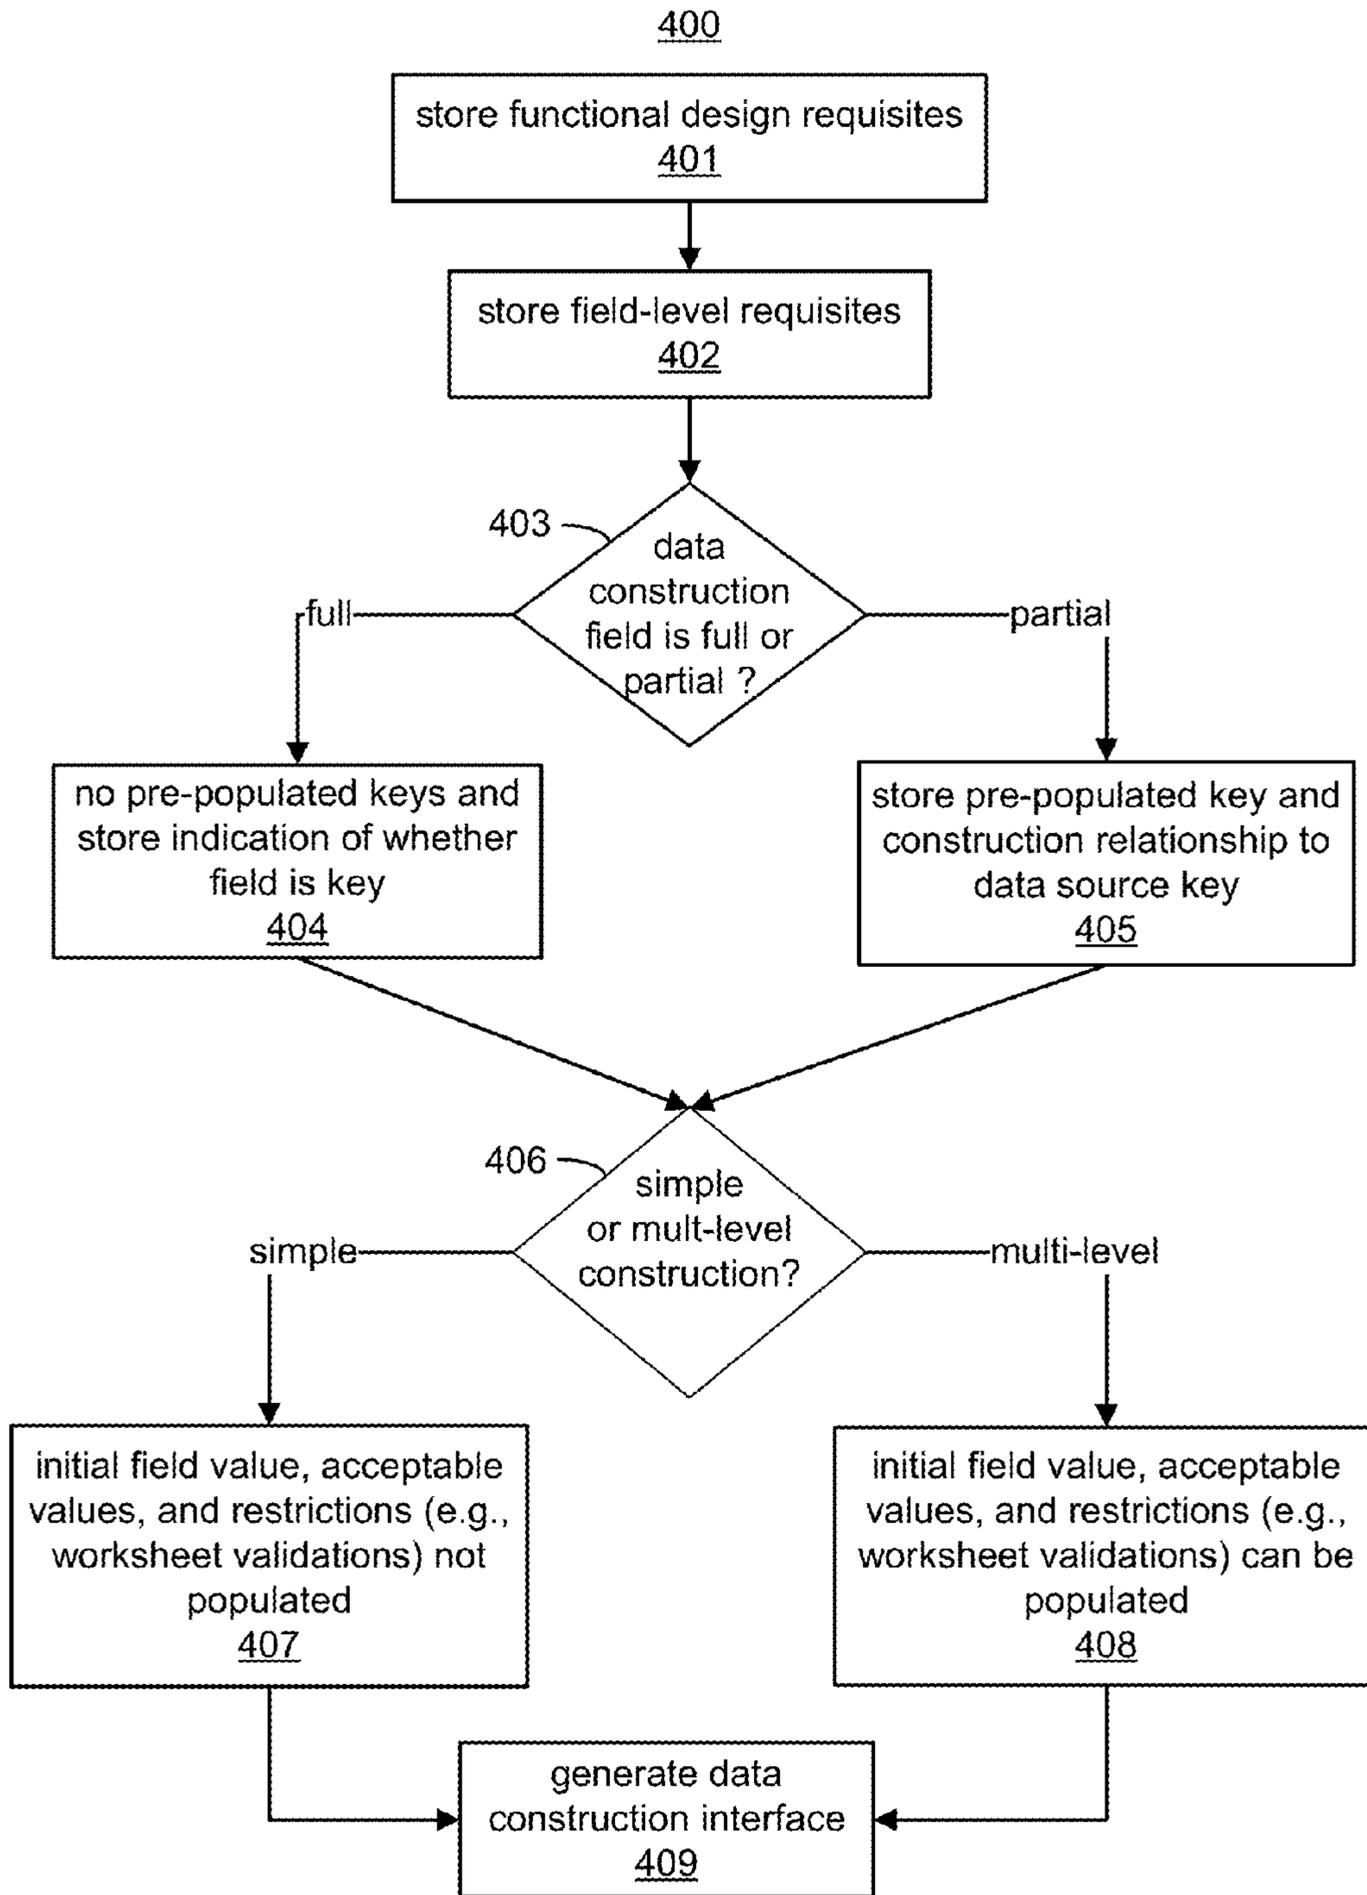 400
store functional design requisites
401
store field-level requisites
402
403
data
construction
field is full or
partial ?
full
partial
no pre-populated keys and
store indication of whether
field is key
404
store pre-populated key and
construction relationship to
data source key
405
406
simple
or mult-level
construction?
simple
multi-level
initial field value, acceptable
values, and restrictions (e.g.,
worksheet validations) not
populated
407
initial field value, acceptable
values, and restrictions (e.g.,
worksheet validations) can be
populated
408
generate data
construction interface
409